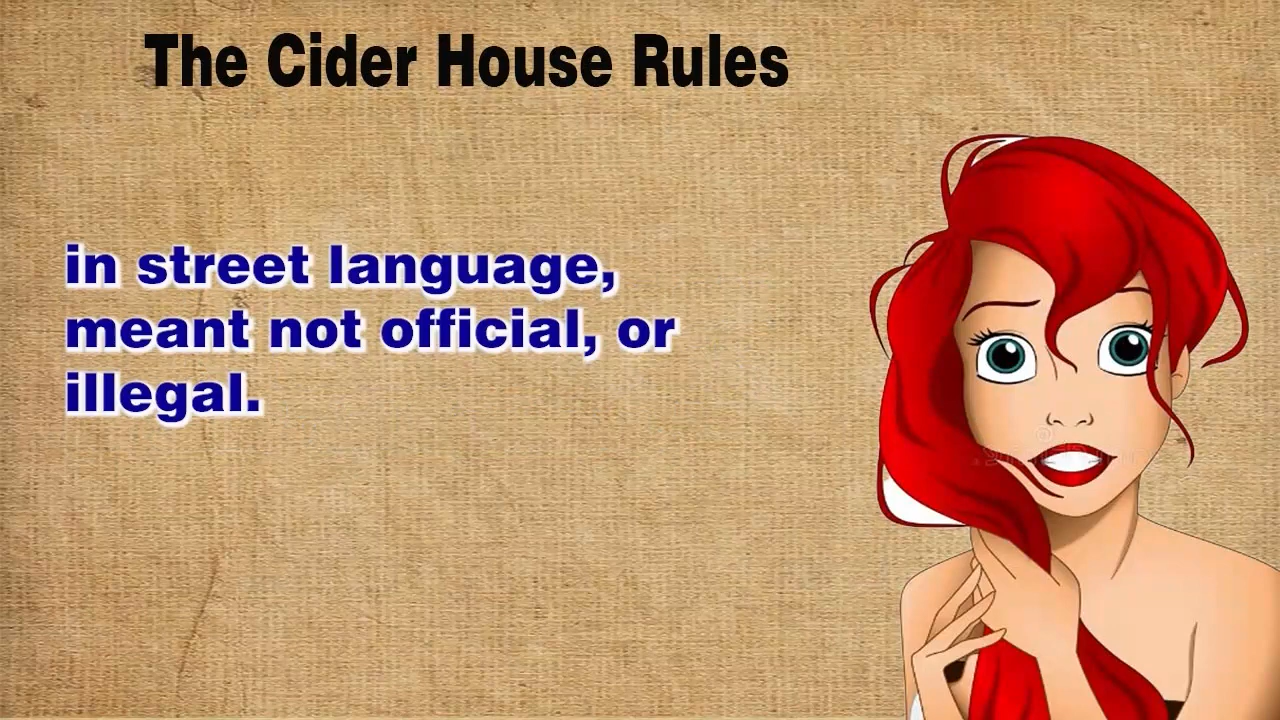 The Cider House Rules
in street language,
meant not official, or
illegal.